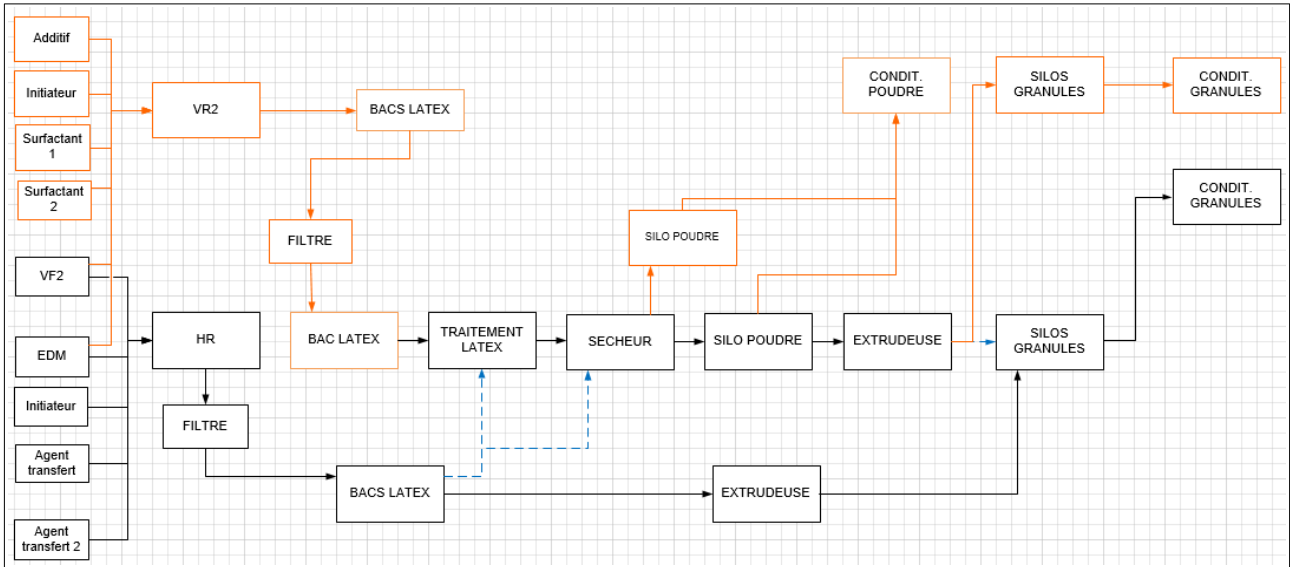 Additif
Initiateur
Surfactant
1
Surfactant
2
VF2
EDM
Initiateur
Agent
transfert
Agent
transfert 2
VR2
BACS LATEX
FILTRE
BAC LATEX
HR
FILTRE
BACS LATEX
TRAITEMENT
LATEX
SECHEUR
SILO POUDRE
SILO POUDRE
EXTRUDEUSE
EXTRUDEUSE
CONDIT.
POUDRE
SILOS
GRANULES
CONDIT.
GRANULES
SILOS
GRANULES
CONDIT.
GRANULES